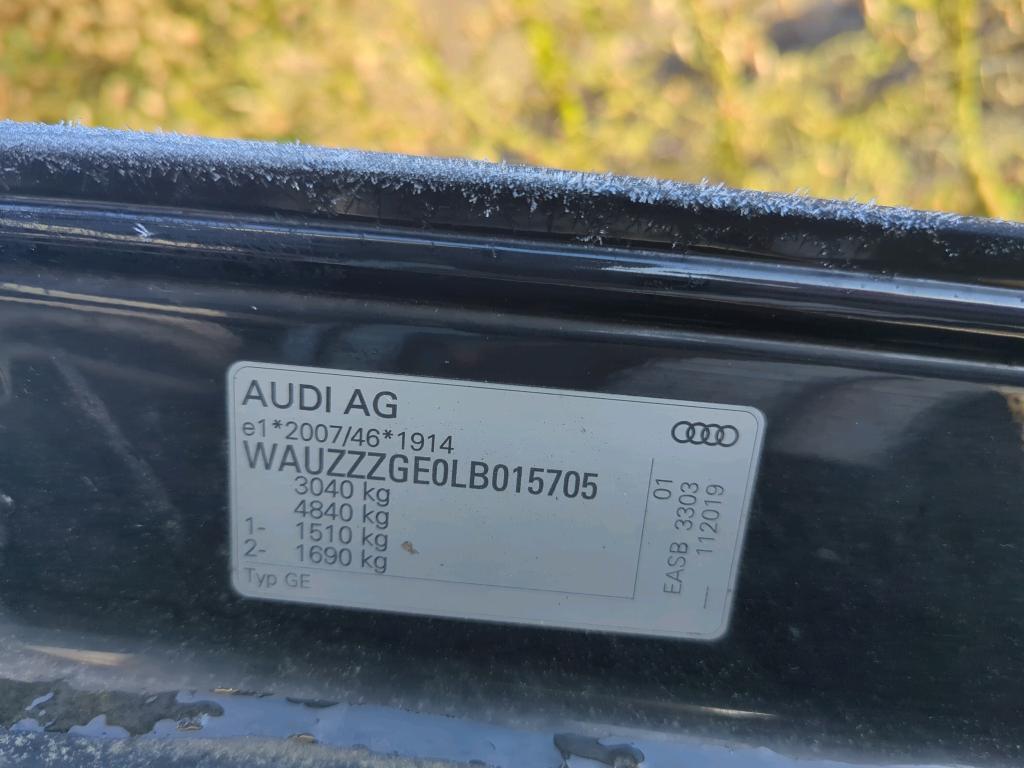 AUDI AG
e1*2007/46*1914
WAUZZZGE0LB015705
3040 kg
4840 kg
1- 1510 kg
2- 1690 kg
Typ GE
01
EASB 3303
— 112019